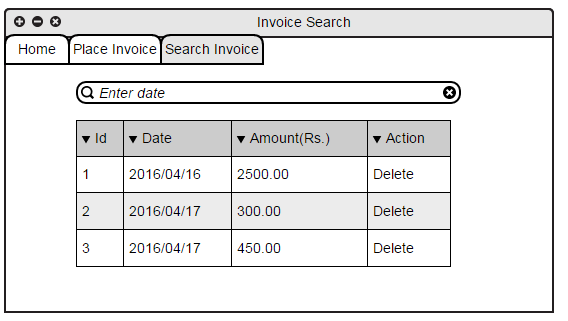 Invoice Search
Home Place Invoice Search Invoice
Enter date
Id Date Amount(Rs.) Action
1 2016/04/16 2500.00 Delete
2 2016/04/17 300.00 Delete
3 2016/04/17 450.00 Delete